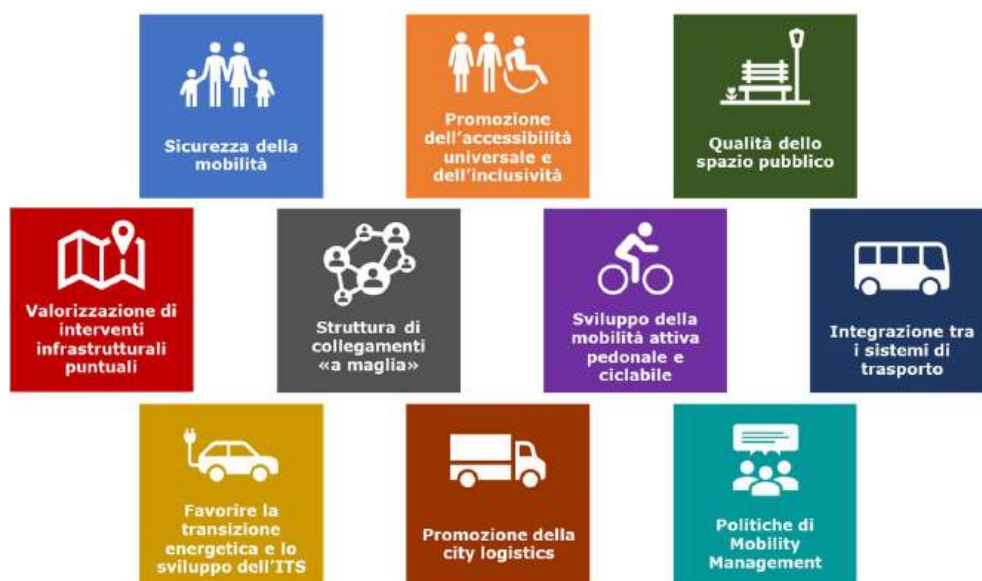 Sicurezza della
mobilità
Promozione
dell'accessibilità
universale e
dell'inclusività
Qualità dello
spazio pubblico
Valorizzazione di
interventi
infrastrutturali
puntuali
Struttura di
collegamenti
«a maglia»
Sviluppo della
mobilità attiva
pedonale e
ciclabile
Integrazione tra
i sistemi di
trasporto
Favorire la
transizione
energetica e lo
sviluppo dell'ITS
Promozione della
city logistics
Politiche di
Mobility
Management